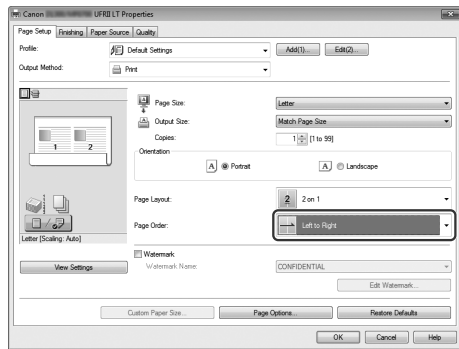 Canon UFRII LT Properties
Page Setup Finishing Paper Source Quality
Profile: Default Settings Add(1)... Edit(2)...
Output Method: Print
Page Size: Letter
Output Size: Match Page Size
Copies: 1 [1 to 99]
Orientation
A Portrait A Landscape
1 2
Page Layout: 2 2 on 1
Page Order: Left to Right
Letter [Scaling: Auto]
Watermark
View Settings Watermark Name: CONFIDENTIAL
Edit Watermark...
Custom Paper Size... Page Options... Restore Defaults
OK Cancel Help